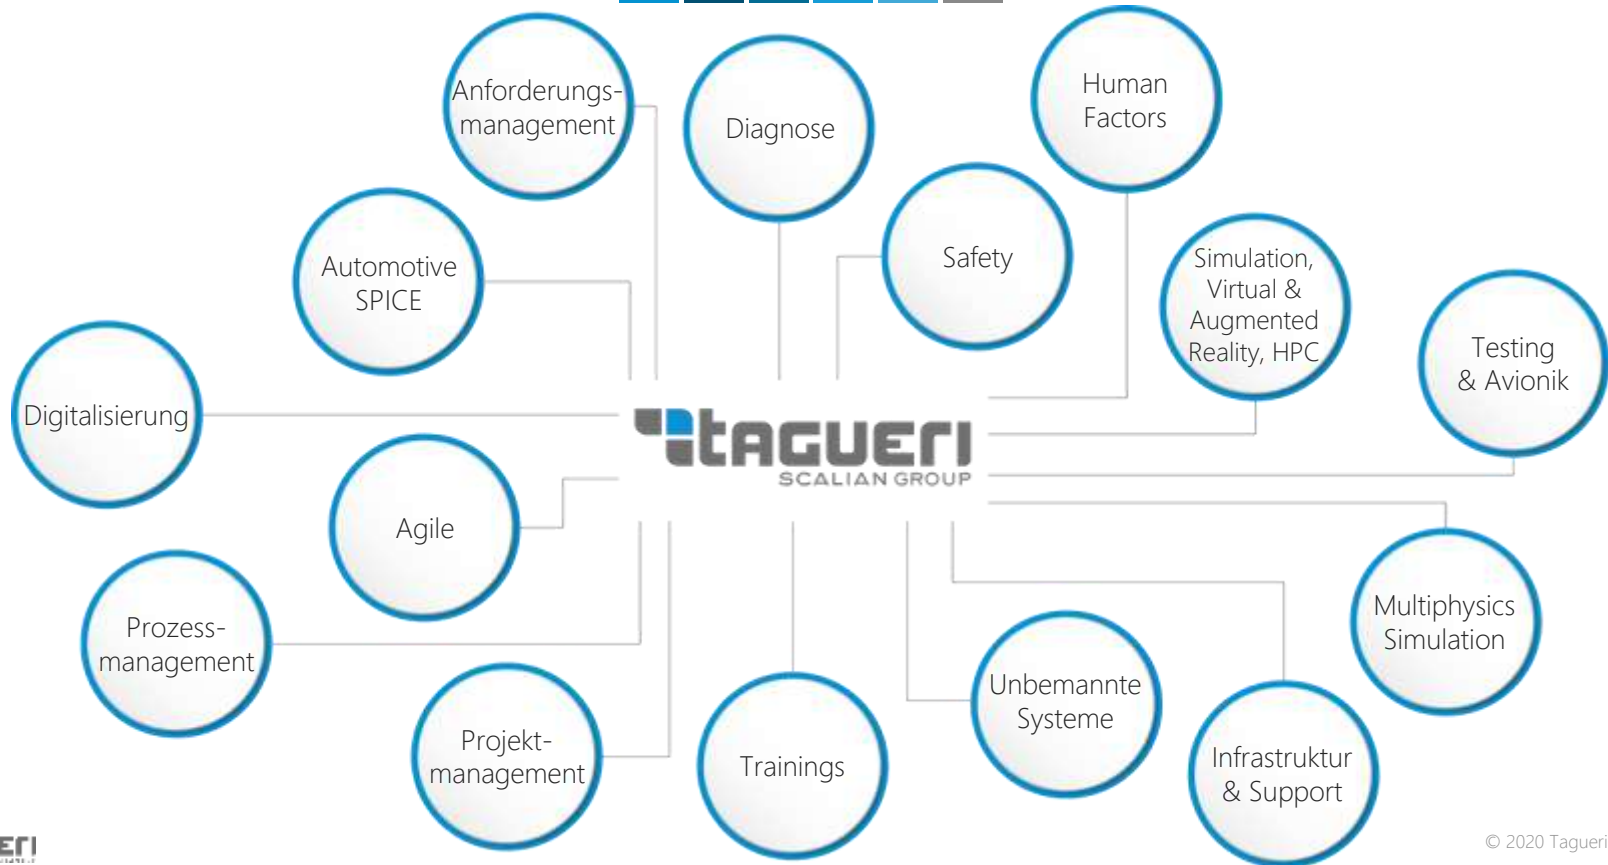 Anforderungs-
management
Diagnose
Human
Factors
Automotive
SPICE
Safety
Simulation,
Virtual &
Augmented
Reality, HPC
Testing
& Avionik
Digitalisierung
tAGUERI
SCALIAN GROUP
Agile
Prozess-
management
Multiphysics
Simulation
Unbemannte
Systeme
Projekt-
management
Trainings
Infrastruktur
& Support
© 2020 Tagueri